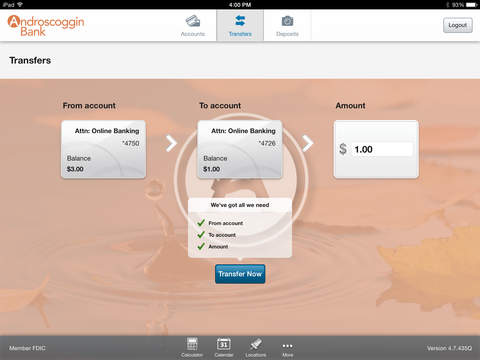 iPad
4:00 PM
93%
Androscoggin
Bank
Accounts
Transfers
Deposits
Logout
Transfers
From account
To account
Amount
Attn: Online Banking
*4750
Balance
$3.00
Attn: Online Banking
*4726
Balance
$1.00
$ 1.00
We've got all we need
From account
To account
Amount
Transfer Now
Member FDIC
Calculator
31
Calendar
Locations
More
Version 4.7.435Q